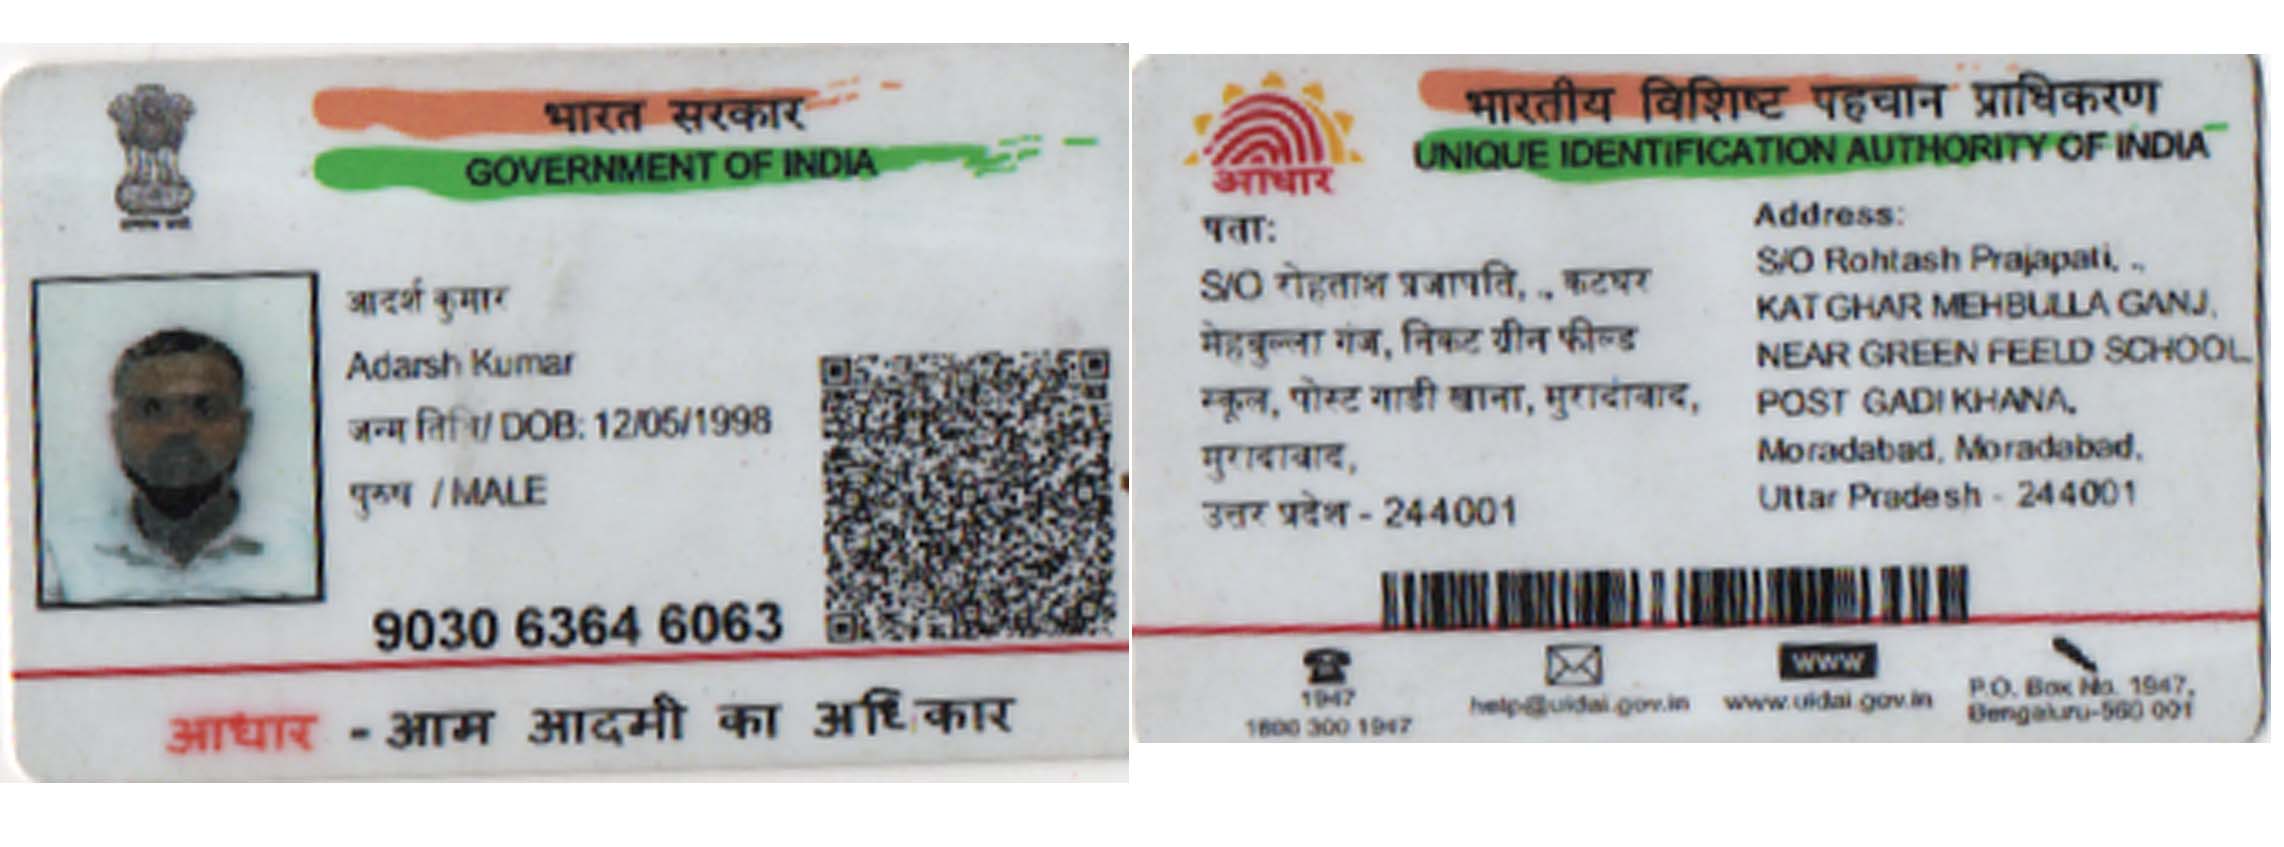 भारत सरकार
GOVERNMENT OF INDIA
आदर्श कुमार
Adarsh Kumar
जन्म तिथि/ DOB: 12/05/1998
पुरुष / MALE
9030 6364 6063
आधार - आम आदमी का अधिकार
भारतीय विशिष्ट पहचान प्राधिकरण
UNIQUE IDENTIFICATION AUTHORITY OF INDIA
आधार
पता:
S/O रोहताश प्रजापति, ., कटघर
मेहबुल्ला गंज, निकट ग्रीन फील्ड
स्कूल, पोस्ट गाडी खाना, मुरादाबाद,
मुरादाबाद,
उत्तर प्रदेश - 244001
Address:
S/O Rohtash Prajapati, .,
KATGHAR MEHBULLA GANJ,
NEAR GREEN FEELD SCHOOL,
POST GADI KHANA,
Moradabad, Moradabad,
Uttar Pradesh - 244001
1947
1800 300 1947
help@uidai.gov.in
www
www.uidai.gov.in
P.O. Box No. 1947,
Bengaluru-560 001